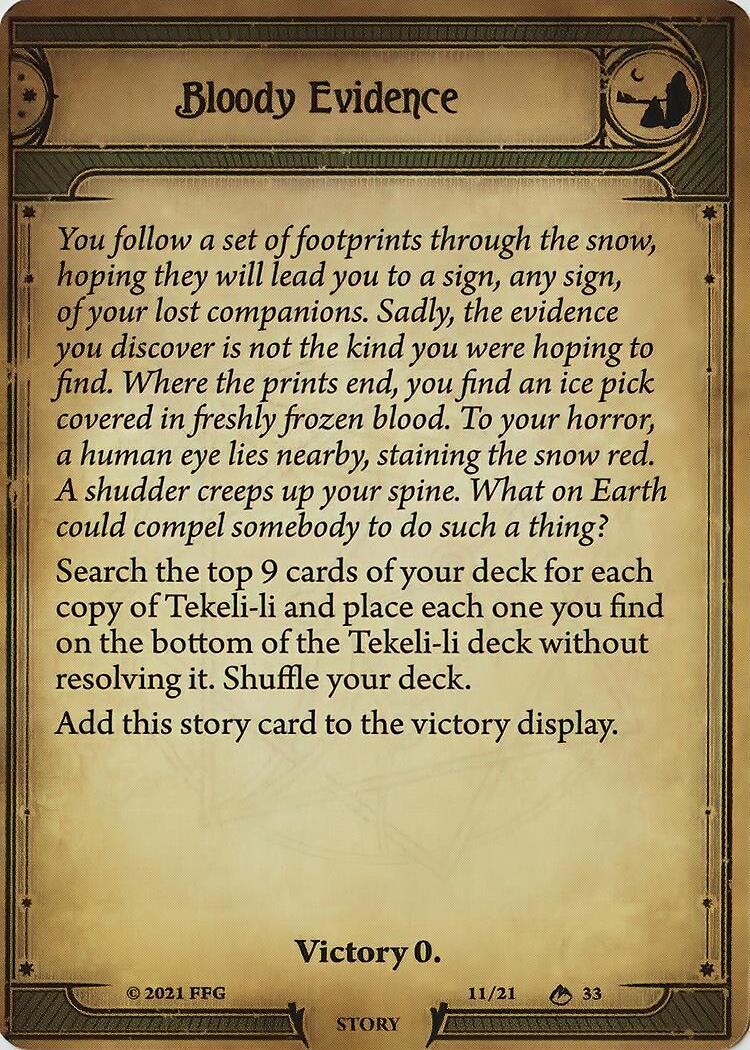 Bloody Evidence
You follow a set of footprints through the snow,
hoping they will lead you to a sign, any sign,
of your lost companions. Sadly, the evidence
you discover is not the kind you were hoping to
find. Where the prints end, you find an ice pick
covered in freshly frozen blood. To your horror,
a human eye lies nearby, staining the snow red.
A shudder creeps up your spine. What on Earth
could compel somebody to do such a thing?
Search the top 9 cards of your deck for each
copy of Tekeli-li and place each one you find
on the bottom of the Tekeli-li deck without
resolving it. Shuffle your deck.
Add this story card to the victory display.
Victory 0.
© 2021 FFG 11/21 33
STORY